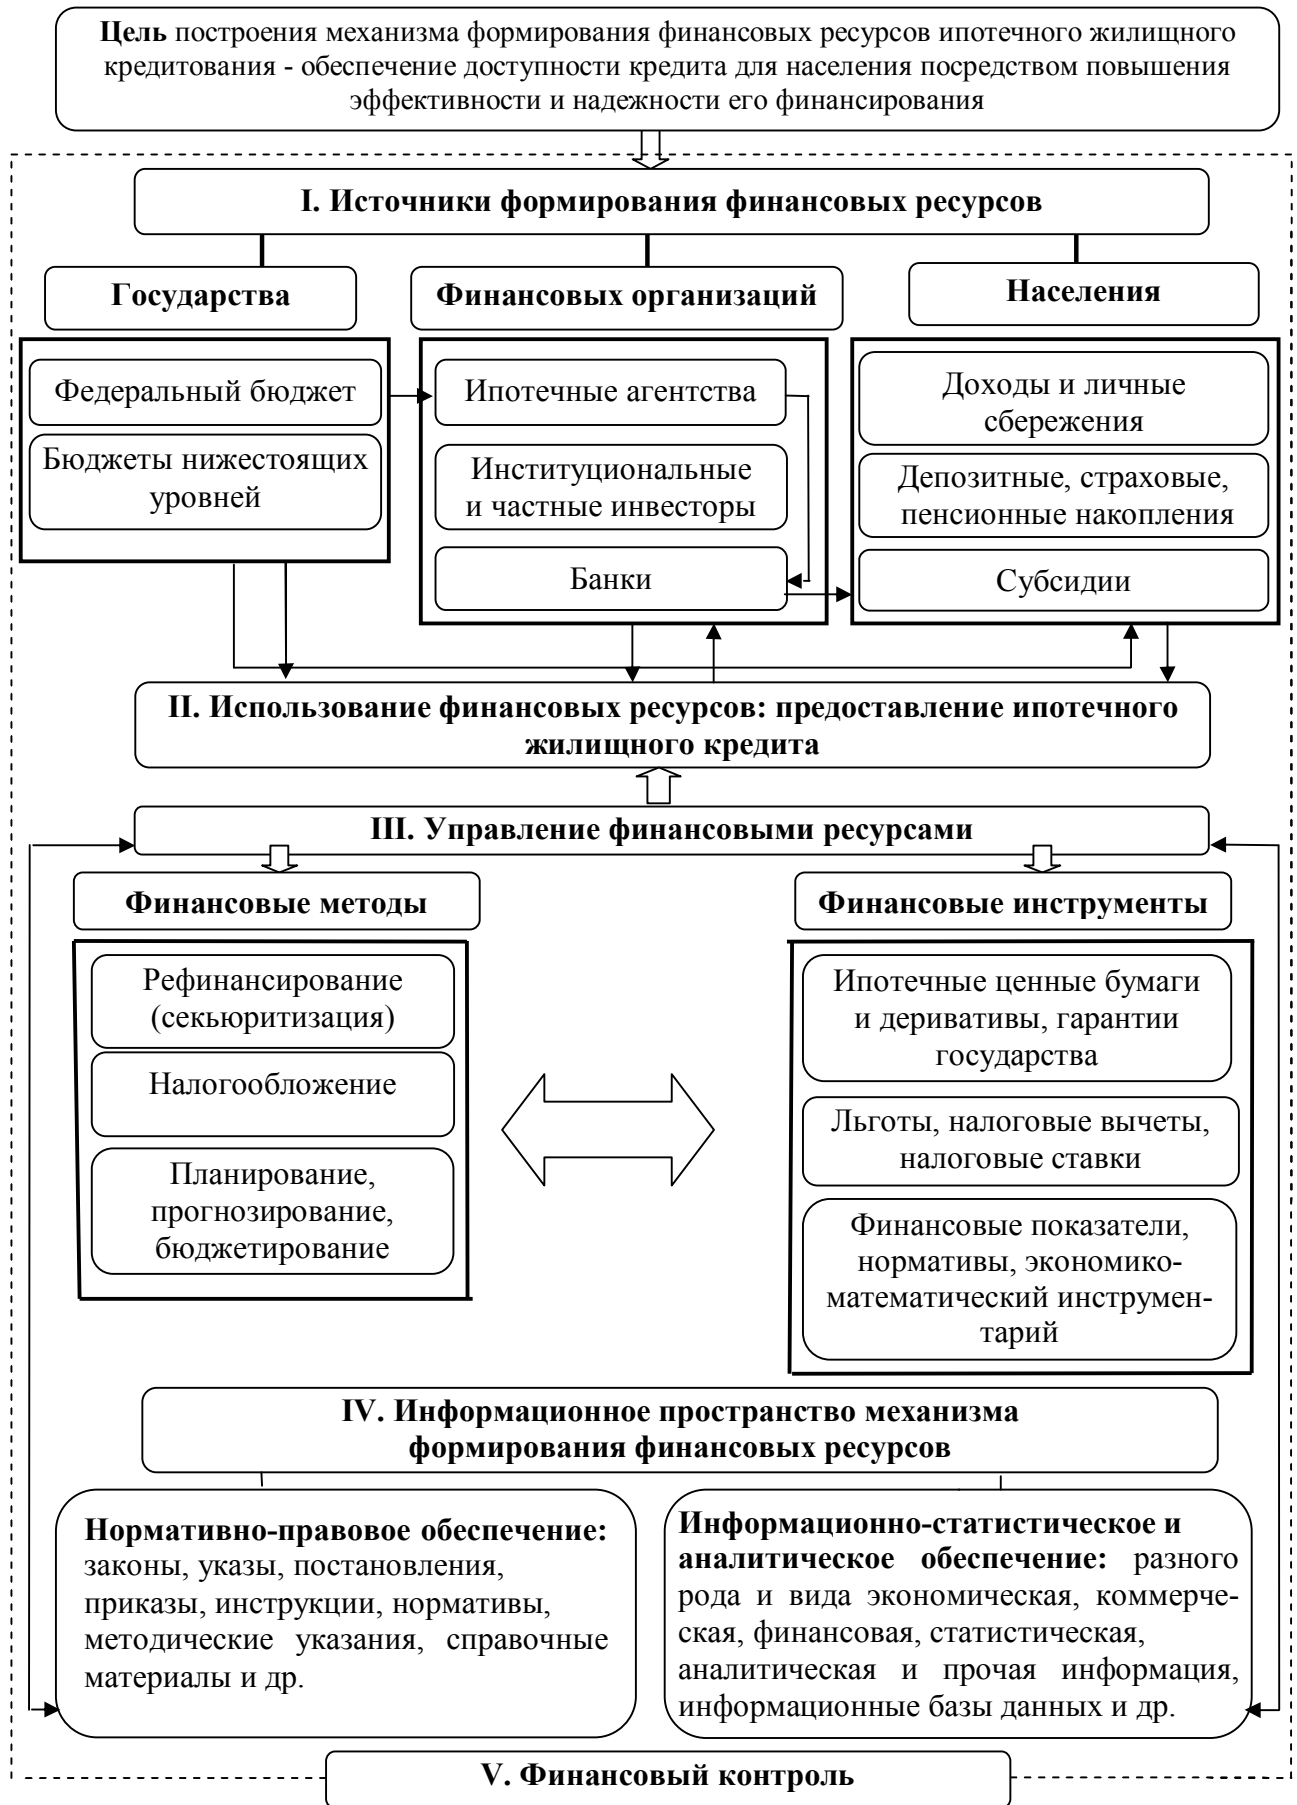 Цель построения механизма формирования финансовых ресурсов ипотечного жилищного
кредитования - обеспечение доступности кредита для населения посредством повышения
эффективности и надежности его финансирования
I. Источники формирования финансовых ресурсов
Государства
Финансовых организаций
Населения
Федеральный бюджет
Бюджеты нижестоящих
уровней
Ипотечные агентства
Институциональные
и частные инвесторы
Банки
Доходы и личные
сбережения
Депозитные, страховые,
пенсионные накопления
Субсидии
II. Использование финансовых ресурсов: предоставление ипотечного
жилищного кредита
III. Управление финансовыми ресурсами
Финансовые методы
Финансовые инструменты
Рефинансирование
(секьюритизация)
Налогообложение
Планирование,
прогнозирование,
бюджетирование
Ипотечные ценные бумаги
и деривативы, гарантии
государства
Льготы, налоговые вычеты,
налоговые ставки
Финансовые показатели,
нормативы, экономико-
математический инструмен-
тарий
IV. Информационное пространство механизма
формирования финансовых ресурсов
Нормативно-правовое обеспечение:
законы, указы, постановления,
приказы, инструкции, нормативы,
методические указания, справочные
материалы и др.
Информационно-статистическое и
аналитическое обеспечение: разного
рода и вида экономическая, коммерче-
ская, финансовая, статистическая,
аналитическая и прочая информация,
информационные базы данных и др.
V. Финансовый контроль